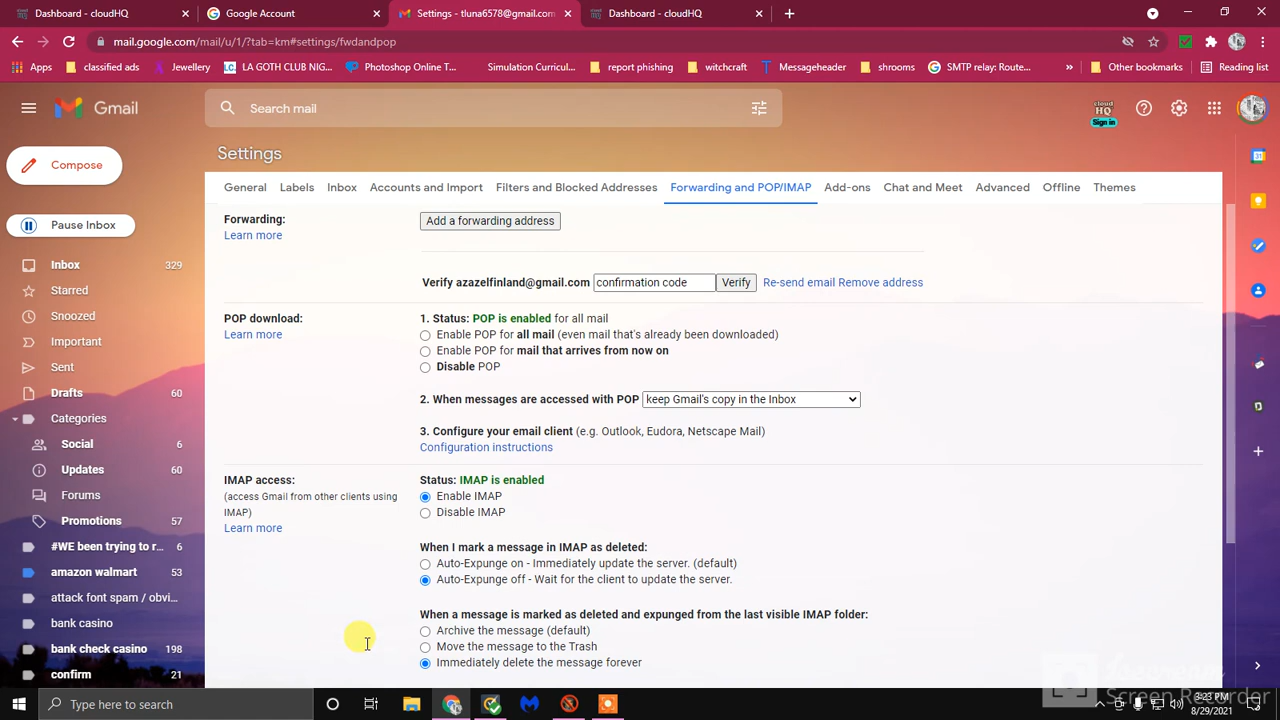 Dashboard - cloudHQ
Google Account
Settings - tluna6578@gmail.com
Dashboard - cloudHQ
mail.google.com/mail/u/1/?tab=km#settings/fwdandpop
Apps
classified ads
Jewellery
LA GOTH CLUB NIG...
Photoshop Online T...
Simulation Curricul...
report phishing
witchcraft
Messageheader
shrooms
SMTP relay: Route...
»
Other bookmarks
Reading list
Gmail
Search mail
cloud
HQ
Sign in
Settings
Compose
General
Labels
Inbox
Accounts and Import
Filters and Blocked Addresses
Forwarding and POP/IMAP
Add-ons
Chat and Meet
Advanced
Offline
Themes
Pause Inbox
Inbox 329
Starred
Snoozed
Important
Sent
Drafts 60
Categories
Social 6
Updates 60
Forums
Promotions 57
#WE been trying to r... 6
amazon walmart 53
attack font spam / obvi...
bank casino
bank check casino 198
confirm 21
Forwarding:
Learn more
Add a forwarding address
Verify azazelfinland@gmail.com confirmation code Verify Re-send email Remove address
POP download:
Learn more
1. Status: POP is enabled for all mail
Enable POP for all mail (even mail that's already been downloaded)
Enable POP for mail that arrives from now on
Disable POP
2. When messages are accessed with POP keep Gmail's copy in the Inbox
3. Configure your email client (e.g. Outlook, Eudora, Netscape Mail)
Configuration instructions
IMAP access:
(access Gmail from other clients using
IMAP)
Learn more
Status: IMAP is enabled
Enable IMAP
Disable IMAP
When I mark a message in IMAP as deleted:
Auto-Expunge on - Immediately update the server. (default)
Auto-Expunge off - Wait for the client to update the server.
When a message is marked as deleted and expunged from the last visible IMAP folder:
Archive the message (default)
Move the message to the Trash
Immediately delete the message forever
Type here to search
Screen Recorder
3:23 PM
8/29/2021